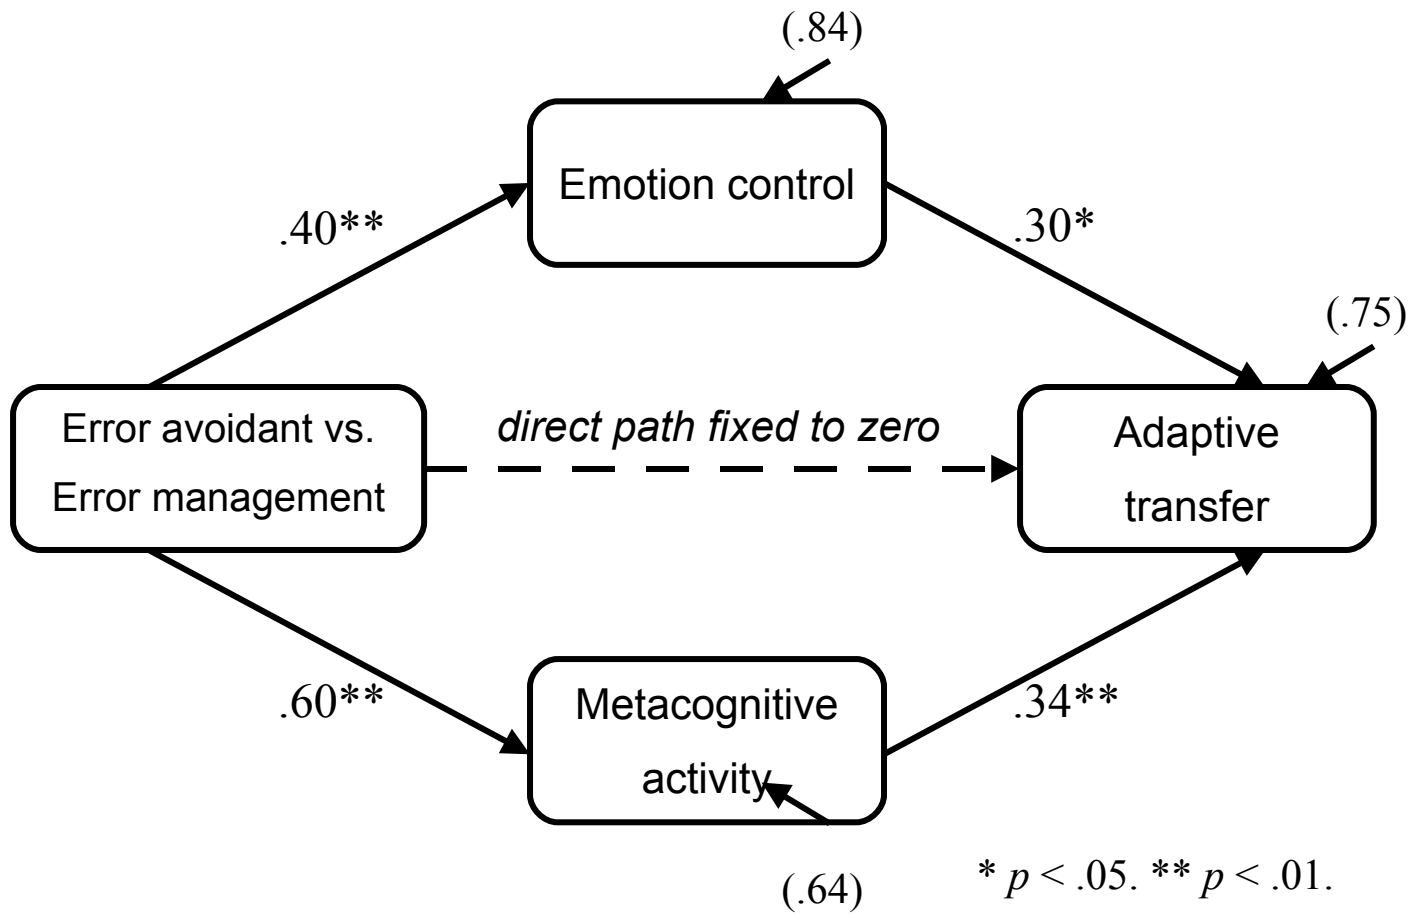 (.84)
Emotion control
.40**
.30*
(.75)
Error avoidant vs.
Error management
direct path fixed to zero
Adaptive
transfer
.60**
Metacognitive
activity
.34**
(.64)
* p < .05. ** p < .01.